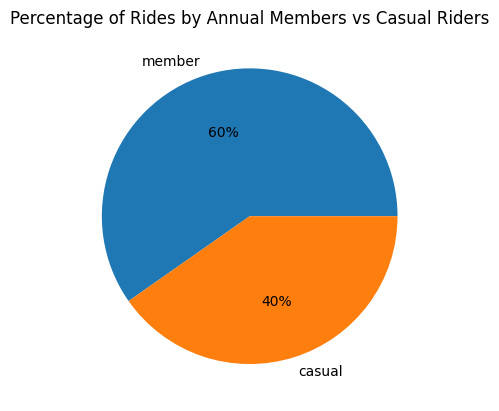 Percentage of Rides by Annual Members vs Casual Riders
member
60%
40%
casual